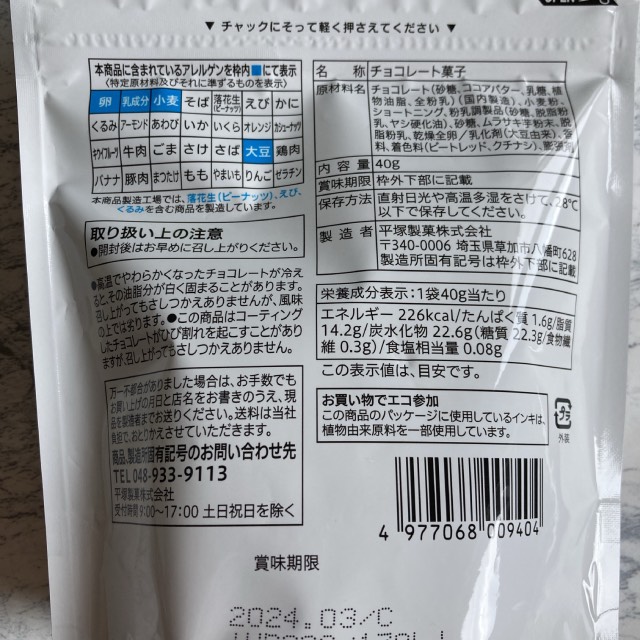 ▼ チャックにそって軽く押さえてください ▼
本商品に含まれているアレルゲンを枠内■にて表示
〈特定原材料及びそれに準ずるものを表示〉
卵 乳成分 小麦 そば 落花生(ピーナッツ) えび かに
くるみ アーモンド あわび いか いくら オレンジ カシューナッツ
キウイフルーツ 牛肉 ごま さけ さば 大豆 鶏肉
バナナ 豚肉 まつたけ もも やまいも りんご ゼラチン
本商品製造工場では、落花生(ピーナッツ)、えび、
くるみを含む商品を製造しています。
取り扱い上の注意
●開封後はお早めに召し上がりください。
●高温でやわらかくなったチョコレートが冷え
ると、その油脂分が白く固まることがあります。
召し上がってもさしつかえありませんが、風味
の上では劣ります。●この商品はコーティング
したチョコレートがひび割れを起こすことがあり
ますが、召し上がってもさしつかえありません。
万一不都合がありました場合は、お手数でも
お買い上げの月日と店名をお書きのうえ、現
品を製造者までお送りください。送料は当社
負担で、おとりかえさせていただきます。
商品、製造所固有記号のお問い合わせ先
TEL 048-933-9113
平塚製菓株式会社
受付時間 9:00〜17:00 土日祝日を除く
名 称 チョコレート菓子
原材料名 チョコレート(砂糖、ココアバター、乳糖、植
物油脂、全粉乳)(国内製造)、小麦粉、
ショートニング、粉乳調製品(砂糖、脱脂粉
乳、ヤシ硬化油)、砂糖、ムラサキ芋粉末、脱
脂粉乳、乾燥全卵/乳化剤(大豆由来)、香
料、着色料(ビートレッド、クチナシ)、膨張剤
内 容 量 40g
賞味期限 枠外下部に記載
保存方法 直射日光や高温多湿をさけて、28℃
以下で保存してください。
製 造 者 平塚製菓株式会社
〒340-0006 埼玉県草加市八幡町628
製造所固有記号は枠外下部に記載
栄養成分表示:1袋40g当たり
エネルギー 226kcal/たんぱく質 1.6g/脂質
14.2g/炭水化物 22.6g(糖質 22.3g/食物繊
維 0.3g)/食塩相当量 0.08g
この表示値は、目安です。
お買い物でエコ参加
この商品のパッケージに使用しているインキは、
植物由来原料を一部使用しています。
プラ
外装
4 977068 009404
賞味期限
2024.03/C